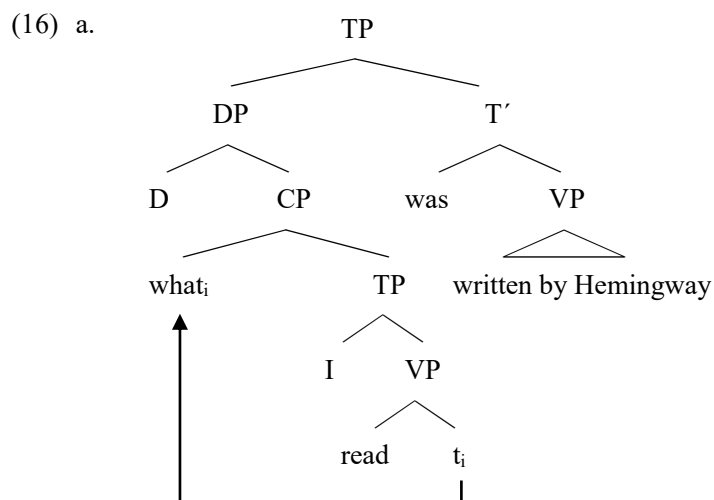 (16) a. TP
DP T´
D CP was VP
whatᵢ TP written by Hemingway
I VP
read tᵢ